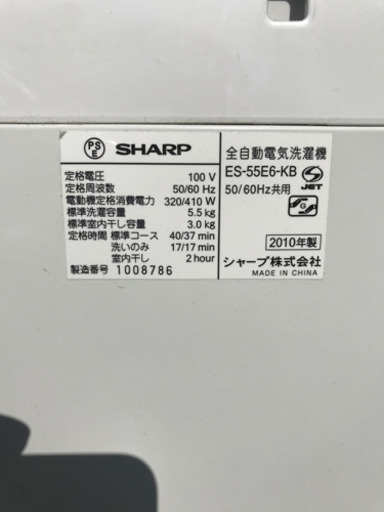 PS E SHARP
全自動電気洗濯機
ES-55E6-KB
50/60Hz共用
S JET
G
定格電圧 100 V
定格周波数 50/60 Hz
電動機定格消費電力 320/410 W
標準洗濯容量 5.5 kg
標準室内干し容量 3.0 kg
定格時間 標準コース 40/37 min
洗いのみ 17/17 min
室内干し 2 hour
製造番号 1008786
2010年製
シャープ株式会社
MADE IN CHINA